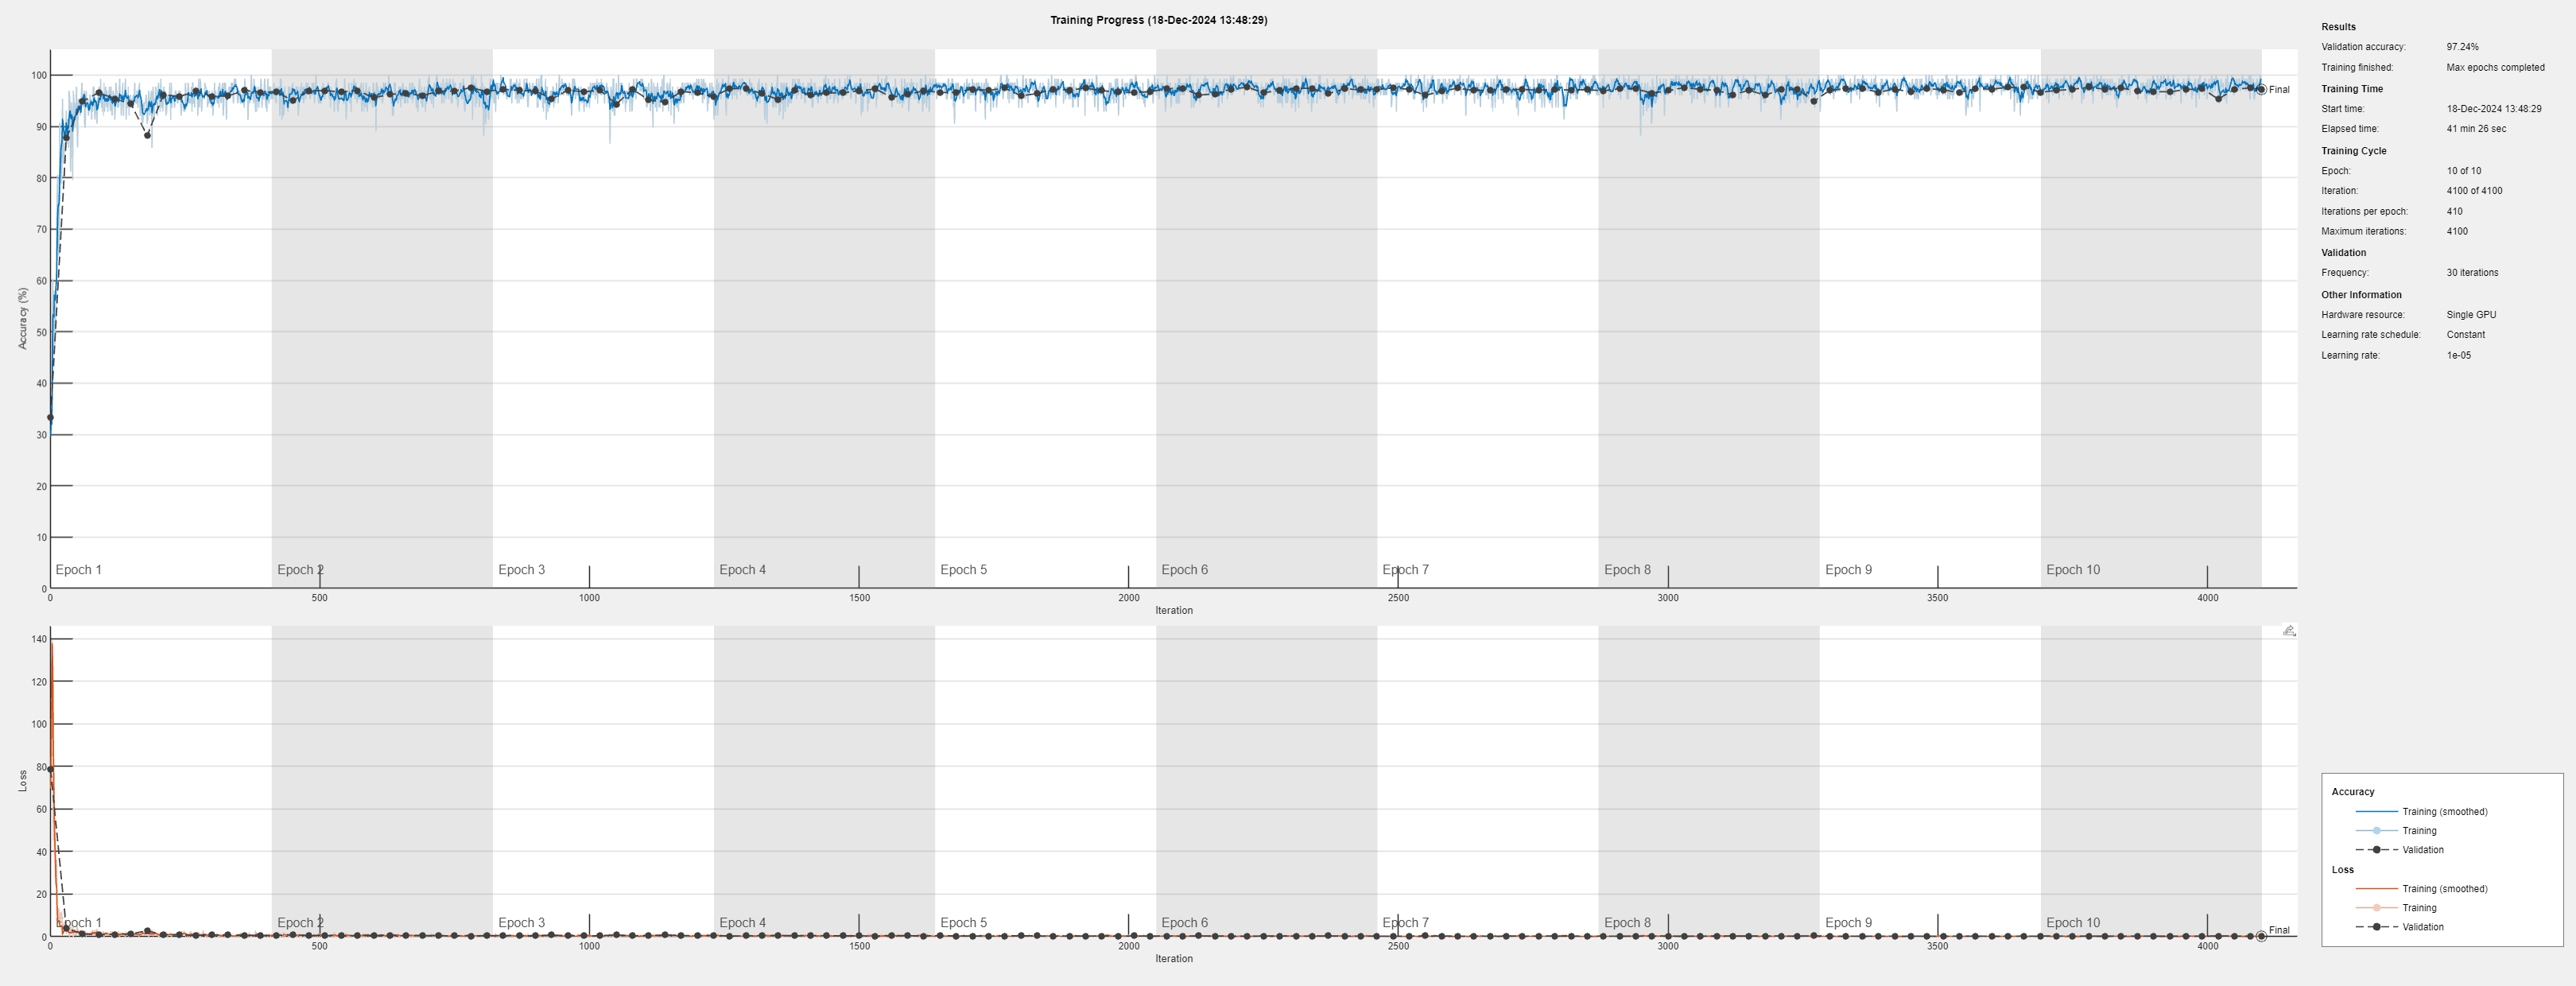 Training Progress (18-Dec-2024 13:48:29)
Accuracy (%)
100
90
80
70
60
50
40
30
20
10
0
Final
Epoch 1
Epoch 2
Epoch 3
Epoch 4
Epoch 5
Epoch 6
Epoch 7
Epoch 8
Epoch 9
Epoch 10
0
500
1000
1500
2000
2500
3000
3500
4000
Iteration
Loss
140
120
100
80
60
40
20
0
Epoch 1
Epoch 2
Epoch 3
Epoch 4
Epoch 5
Epoch 6
Epoch 7
Epoch 8
Epoch 9
Epoch 10
Final
0
500
1000
1500
2000
2500
3000
3500
4000
Iteration
Results
Validation accuracy: 97.24%
Training finished: Max epochs completed
Training Time
Start time: 18-Dec-2024 13:48:29
Elapsed time: 41 min 26 sec
Training Cycle
Epoch: 10 of 10
Iteration: 4100 of 4100
Iterations per epoch: 410
Maximum iterations: 4100
Validation
Frequency: 30 iterations
Other Information
Hardware resource: Single GPU
Learning rate schedule: Constant
Learning rate: 1e-05
Accuracy
Training (smoothed)
Training
Validation
Loss
Training (smoothed)
Training
Validation